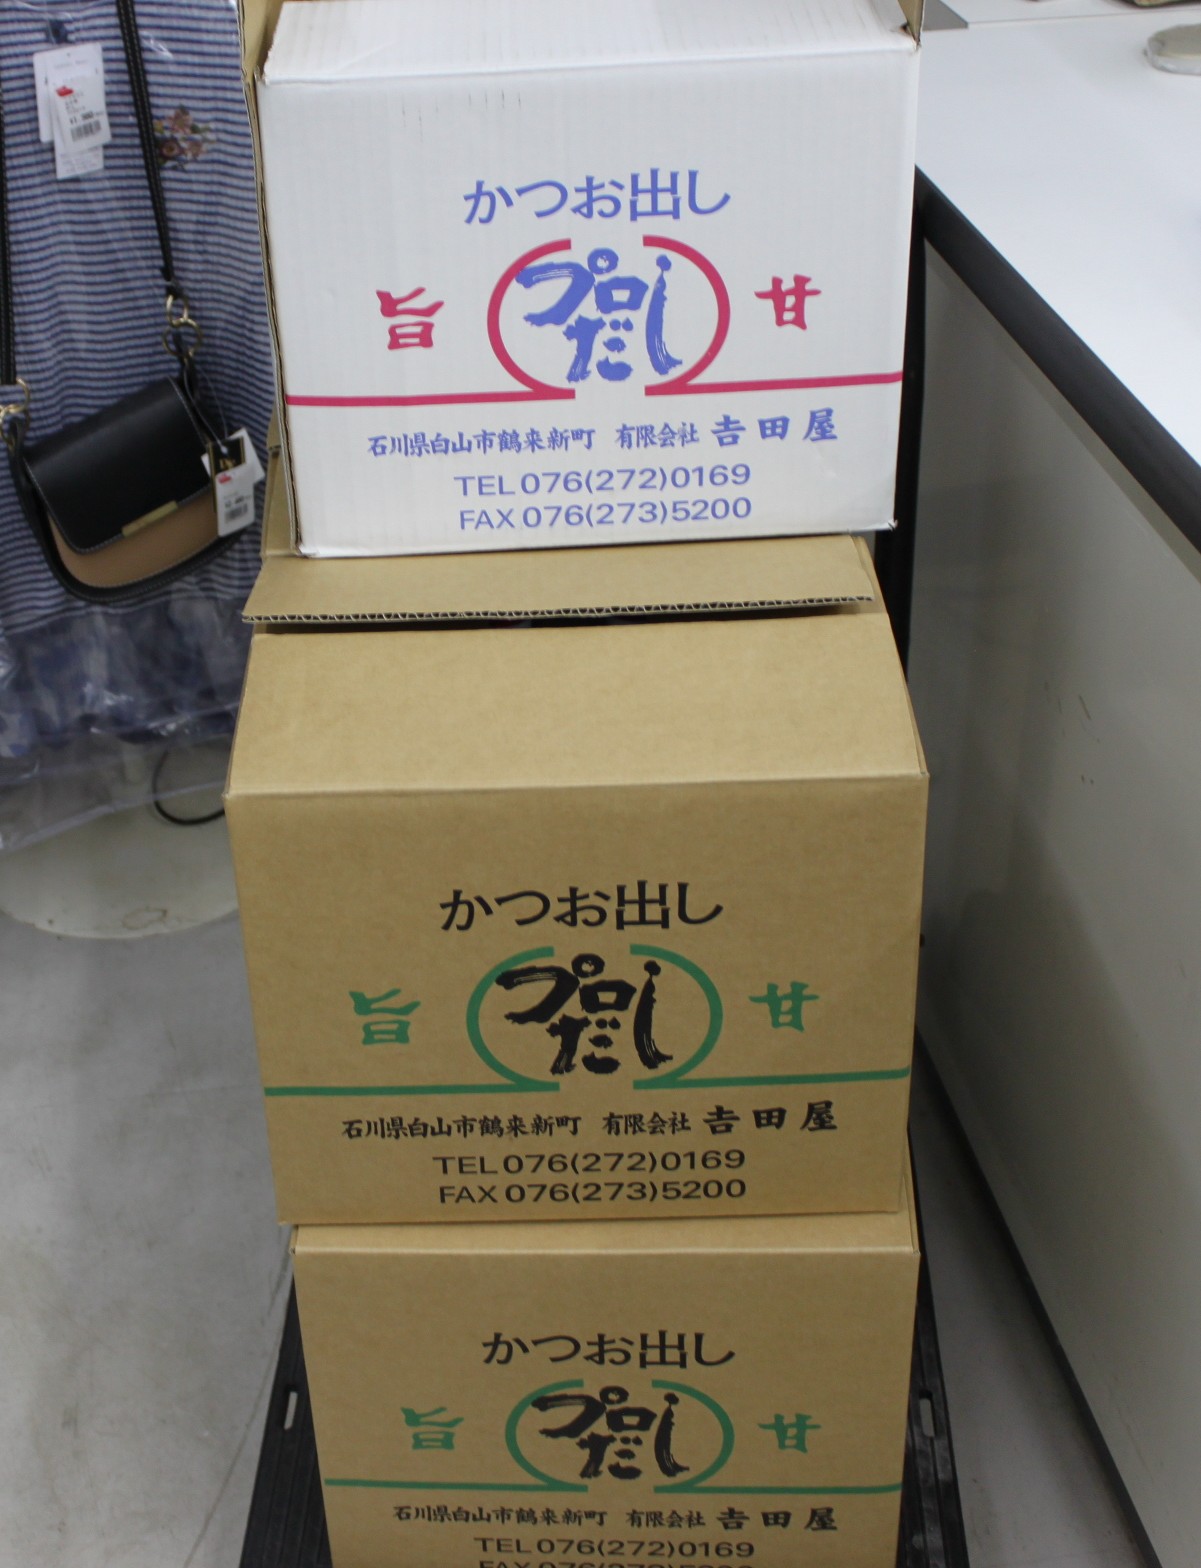 かつお出し
旨 プロだし 甘
石川県白山市鶴来新町 有限会社 𠮷田屋
TEL 076(272)0169
FAX 076(273)5200
かつお出し
旨 プロだし 甘
石川県白山市鶴来新町 有限会社 𠮷田屋
TEL 076(272)0169
FAX 076(273)5200
かつお出し
旨 プロだし 甘
石川県白山市鶴来新町 有限会社 𠮷田屋
TEL 076(272)0169